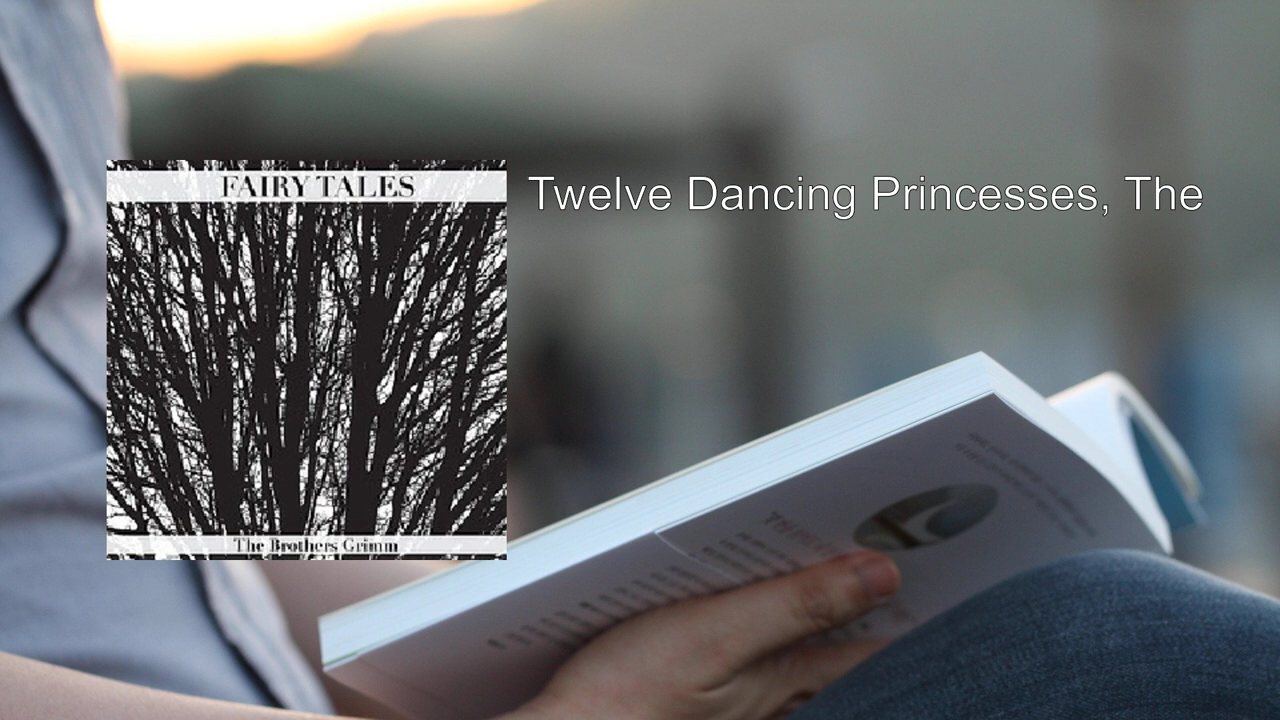 FAIRY TALES
Twelve Dancing Princesses, The
The Brothers Grimm